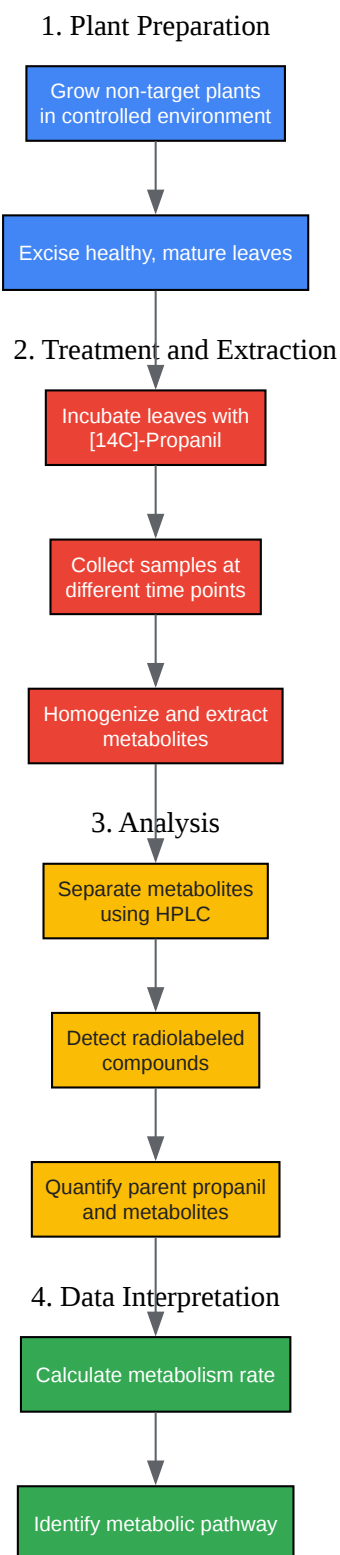 1. Plant Preparation
Grow non-target plants
in controlled environment
Excise healthy, mature leaves
2. Treatment and Extraction
Incubate leaves with
[14C]-Propanil
Collect samples at
different time points
Homogenize and extract
metabolites
3. Analysis
Separate metabolites
using HPLC
Detect radiolabeled
compounds
Quantify parent propanil
and metabolites
4. Data Interpretation
Calculate metabolism rate
Identify metabolic pathway